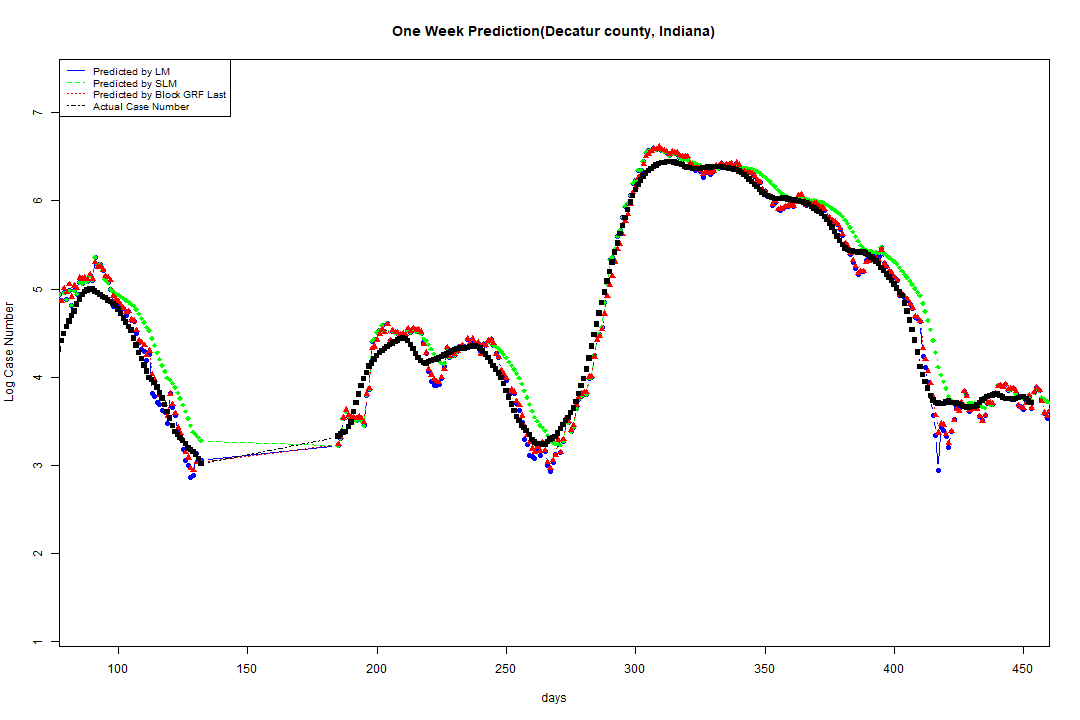 One Week Prediction(Decatur county, Indiana)
Predicted by LM
Predicted by SLM
Predicted by Block GRF Last
Actual Case Number
Log Case Number
7
6
5
4
3
2
1
100 150 200 250 300 350 400 450
days